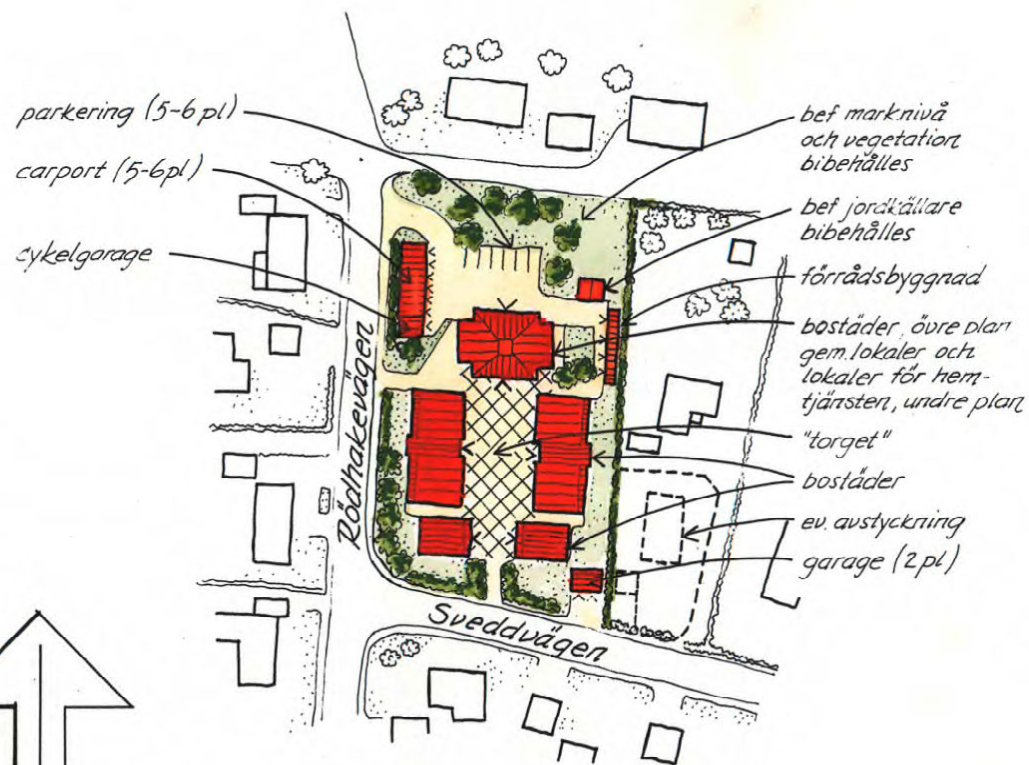 parkering (5-6 pl)
carport (5-6pl)
cykelgarage
bef marknivå
och vegetation
bibehålles
bef jordkällare
bibehålles
förrådsbyggnad
bostäder, övre plan
gem. lokaler och
lokaler för hem-
tjänsten, undre plan
"torget"
bostäder
ev. avstyckning
garage (2 pl)
Rödhakevägen
Sveddvägen